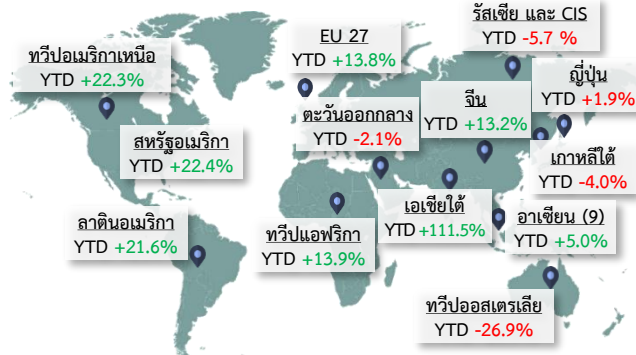 รัสเซีย และ CIS
YTD -5.7 %
EU 27
YTD +13.8%
ทวีปอเมริกาเหนือ
YTD +22.3%
ญี่ปุ่น
YTD +1.9%
จีน
YTD +13.2%
ตะวันออกกลาง
YTD -2.1%
สหรัฐอเมริกา
YTD +22.4%
เกาหลีใต้
YTD -4.0%
เอเชียใต้
YTD +111.5%
อาเซียน (9)
YTD +5.0%
ลาตินอเมริกา
YTD +21.6%
ทวีปแอฟริกา
YTD +13.9%
ทวีปออสเตรเลีย
YTD -26.9%